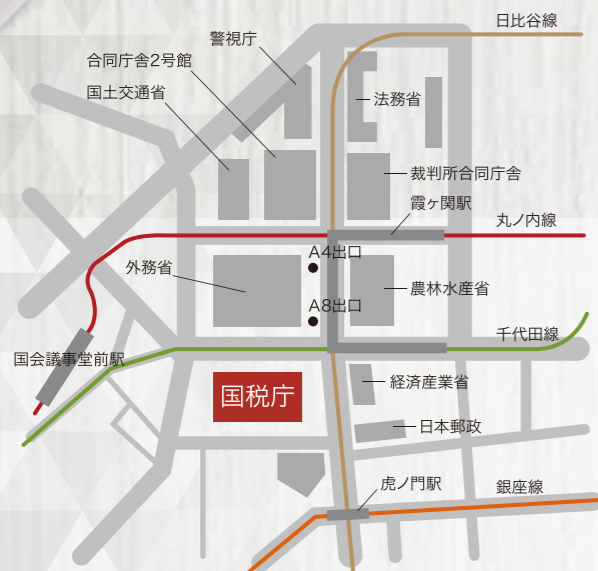 日比谷線
警視庁
合同庁舎2号館
国土交通省
法務省
裁判所合同庁舎
霞ヶ関駅
丸ノ内線
A4出口
外務省
農林水産省
A8出口
千代田線
国会議事堂前駅
経済産業省
国税庁
日本郵政
虎ノ門駅
銀座線